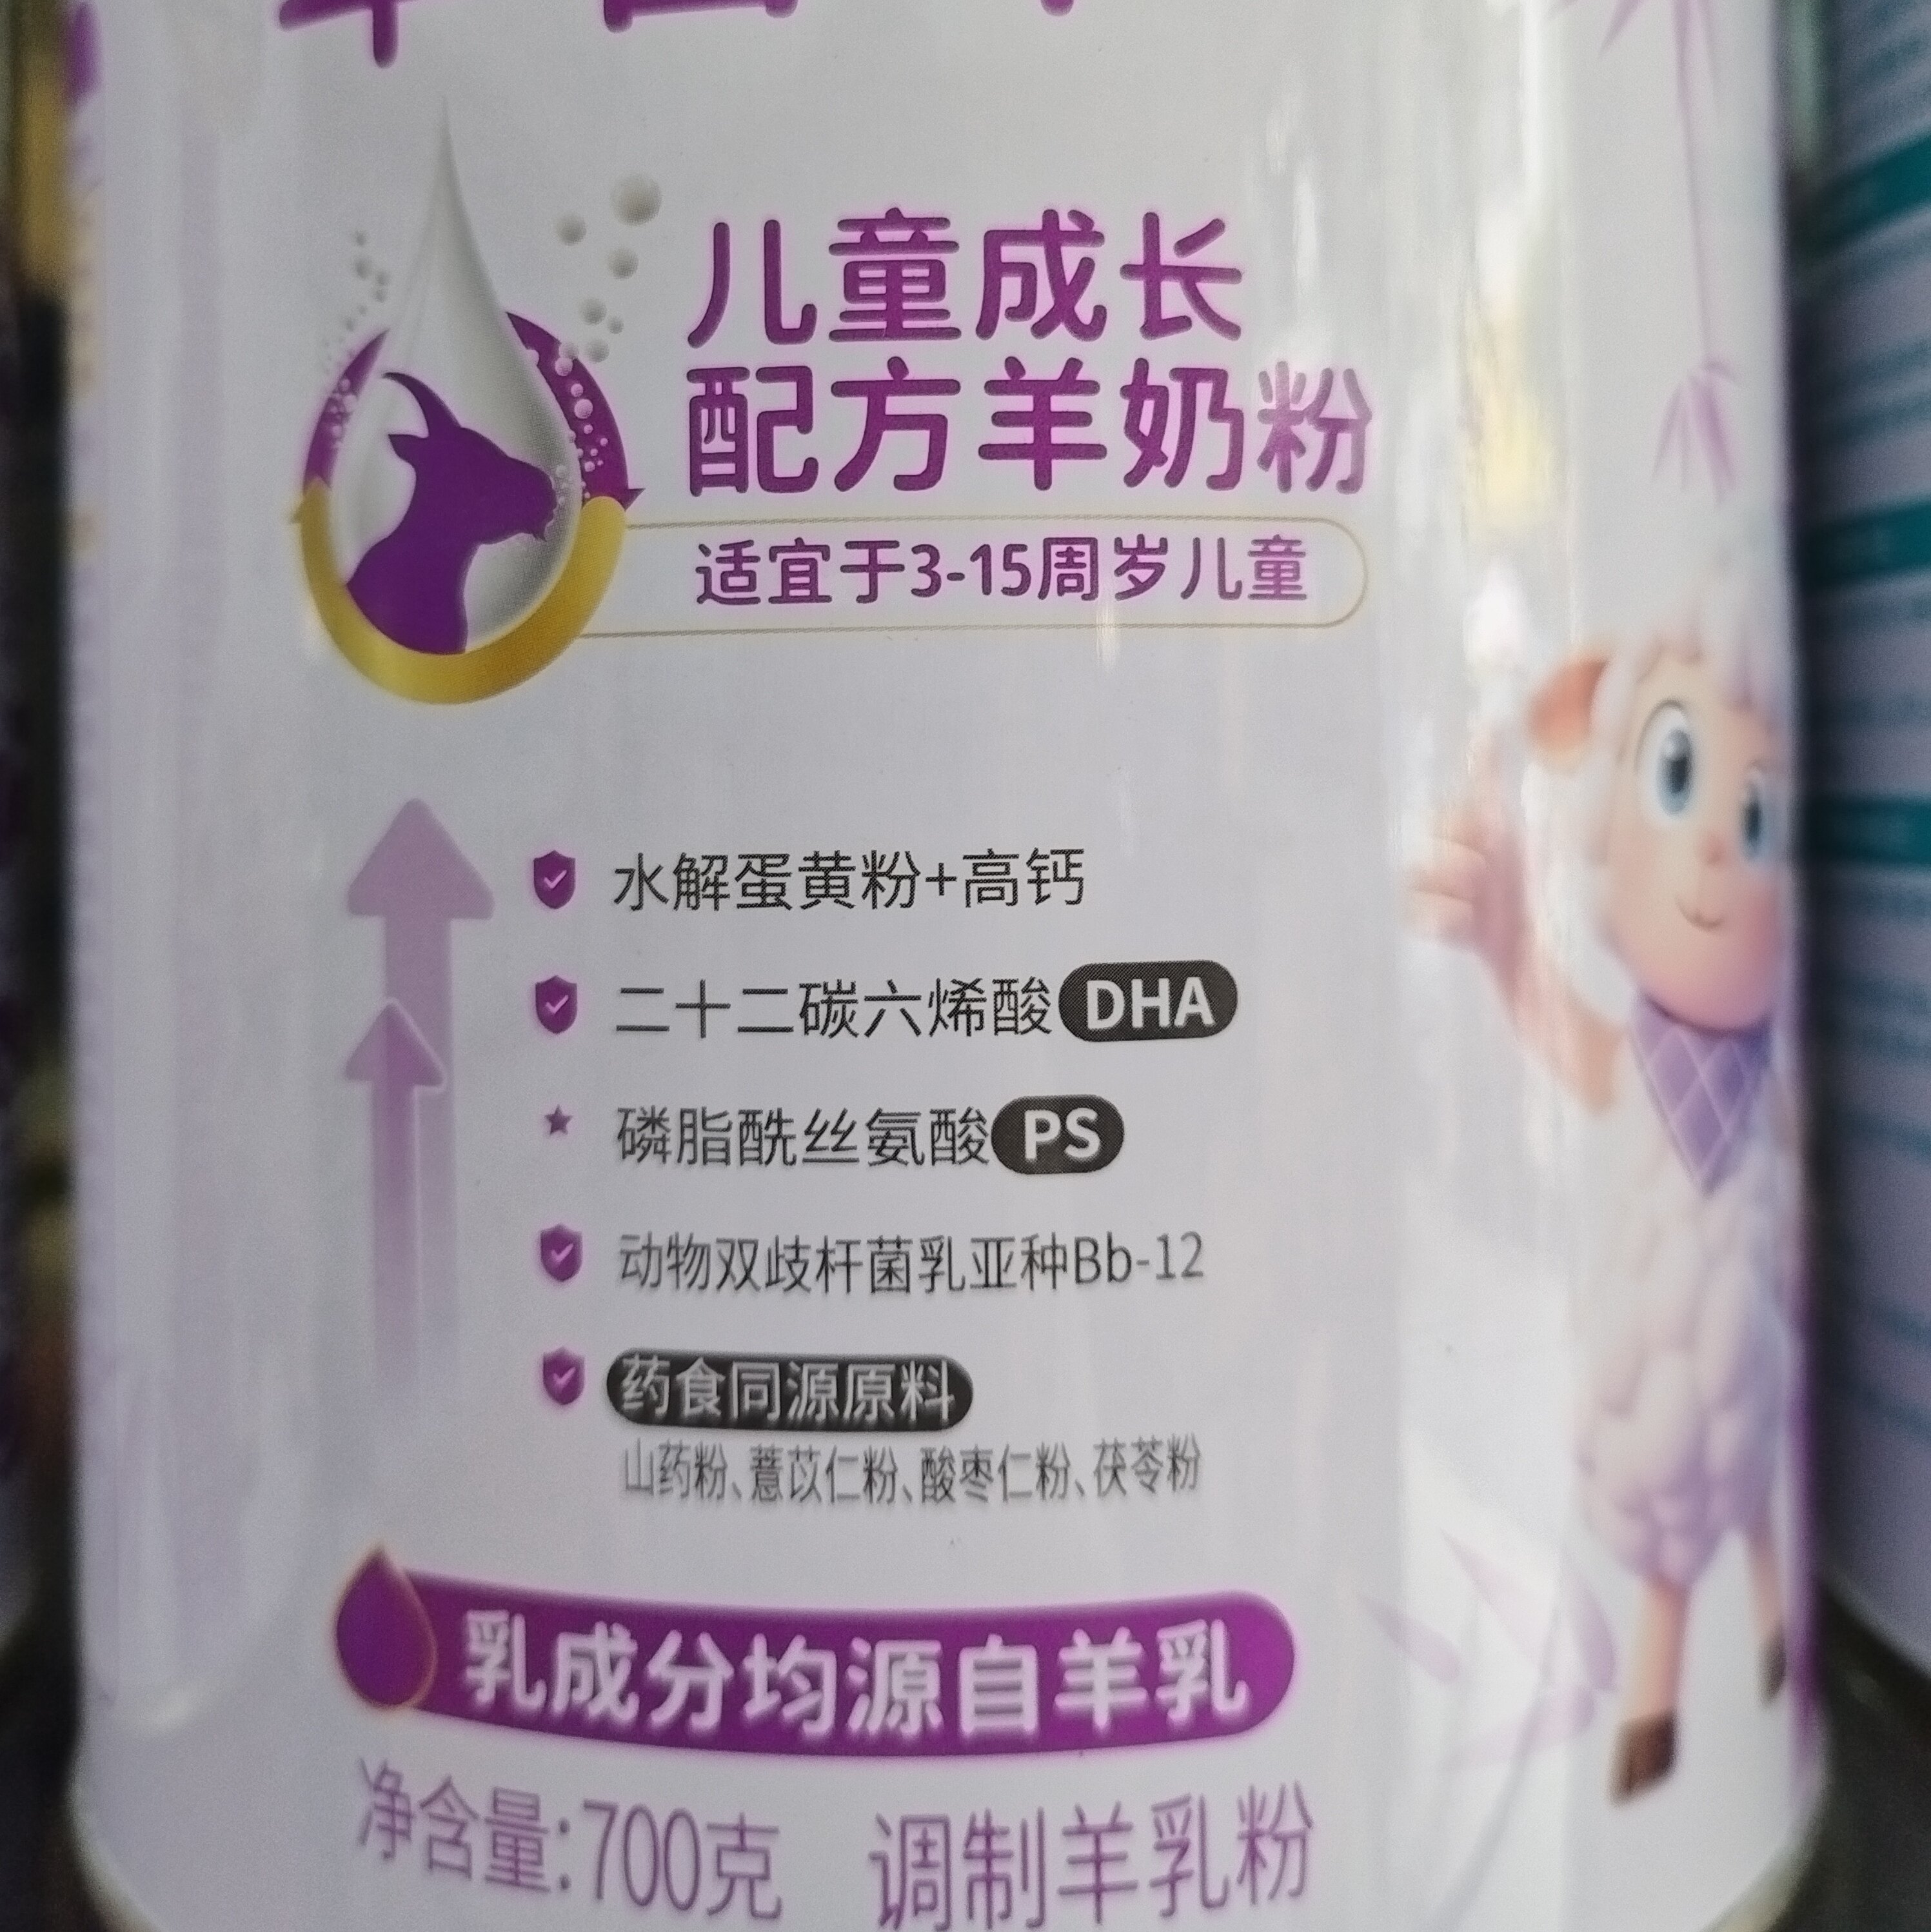 儿童成长
配方羊奶粉
适宜于3-15周岁儿童
水解蛋黄粉+高钙
二十二碳六烯酸DHA
磷脂酰丝氨酸PS
动物双歧杆菌乳亚种Bb-12
药食同源原料
山药粉、薏苡仁粉、酸枣仁粉、茯苓粉
乳成分均源自羊乳
净含量:700克 调制羊乳粉